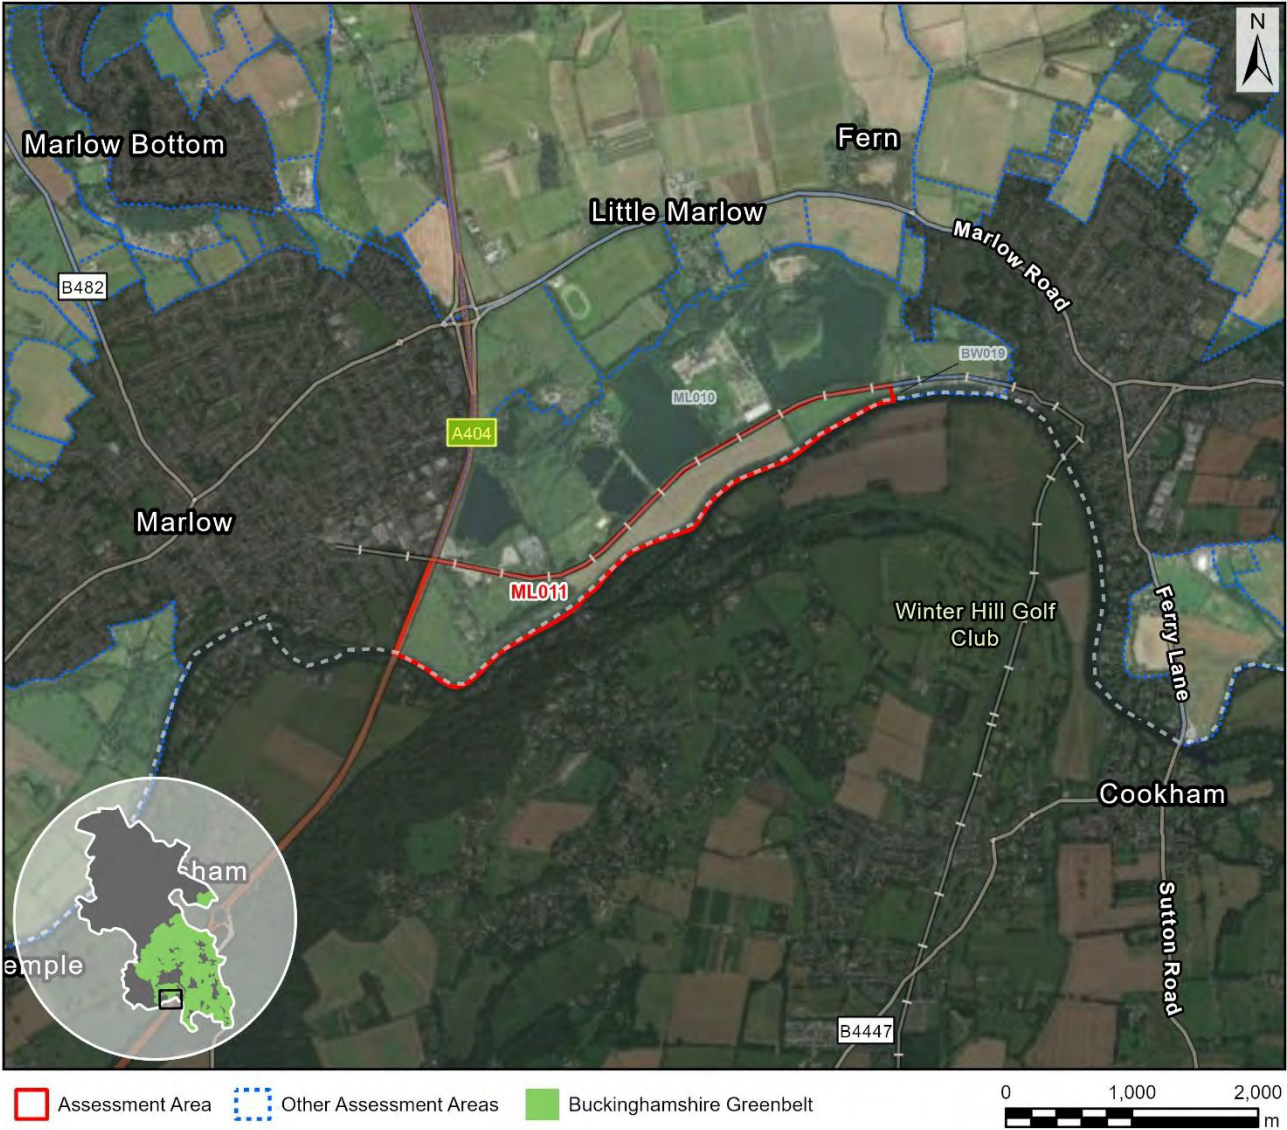 N
Marlow Bottom
Fern
Little Marlow
Marlow Road
B482
BW019
ML010
A404
Marlow
ML011
Winter Hill Golf
Club
Ferry Lane
Cookham
ham
emple
Sutton Road
B4447
Assessment Area
Other Assessment Areas
Buckinghamshire Greenbelt
0 1,000 2,000
m